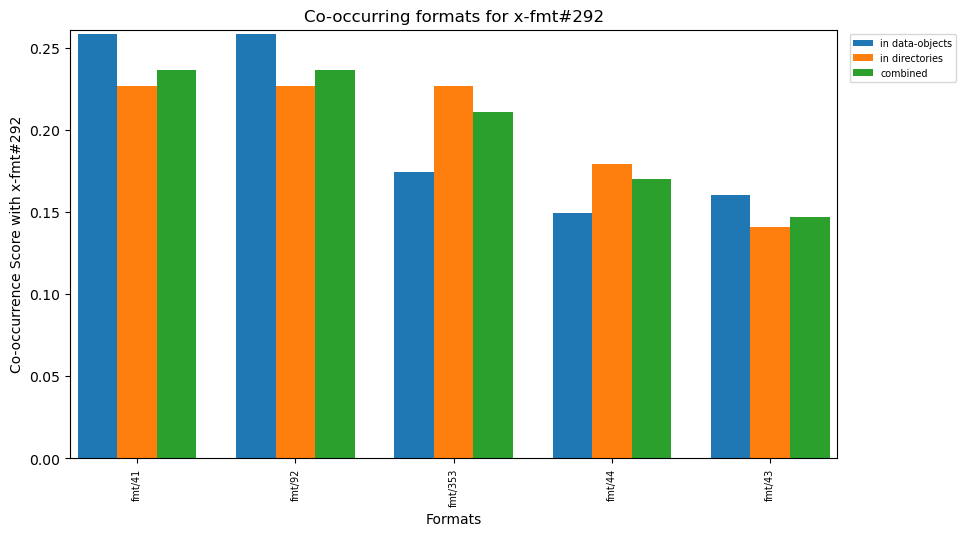 Co-occurring formats for x-fmt#292
in data-objects
in directories
combined
Co-occurrence Score with x-fmt#292
0.25
0.20
0.15
0.10
0.05
0.00
fmt/41
fmt/92
fmt/353
fmt/44
fmt/43
Formats